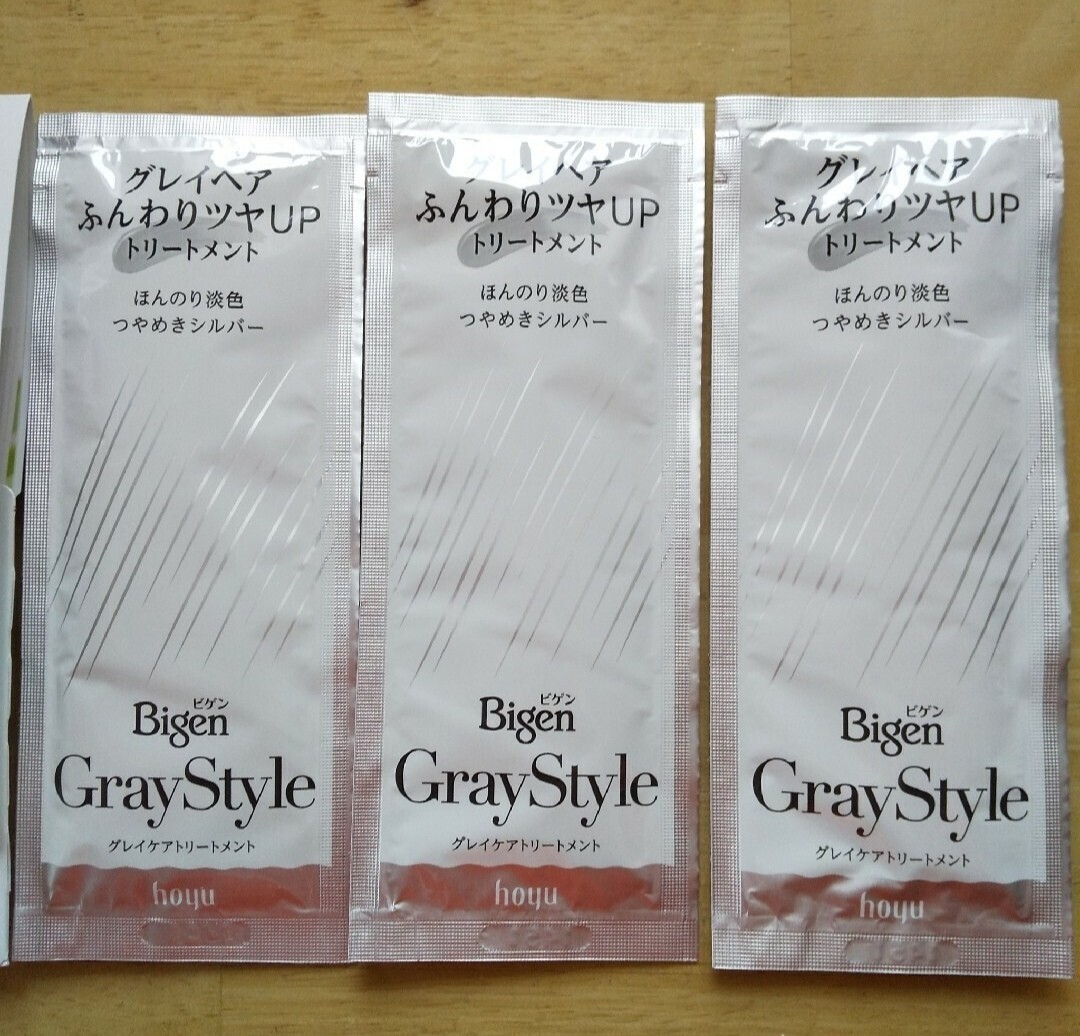 グレイヘア
ふんわりツヤUP
トリートメント
ほんのり淡色
つやめきシルバー
ビゲン
Bigen
GrayStyle
グレイケアトリートメント
hoyu
グレイヘア
ふんわりツヤUP
トリートメント
ほんのり淡色
つやめきシルバー
ビゲン
Bigen
GrayStyle
グレイケアトリートメント
hoyu
グレイヘア
ふんわりツヤUP
トリートメント
ほんのり淡色
つやめきシルバー
ビゲン
Bigen
GrayStyle
グレイケアトリートメント
hoyu